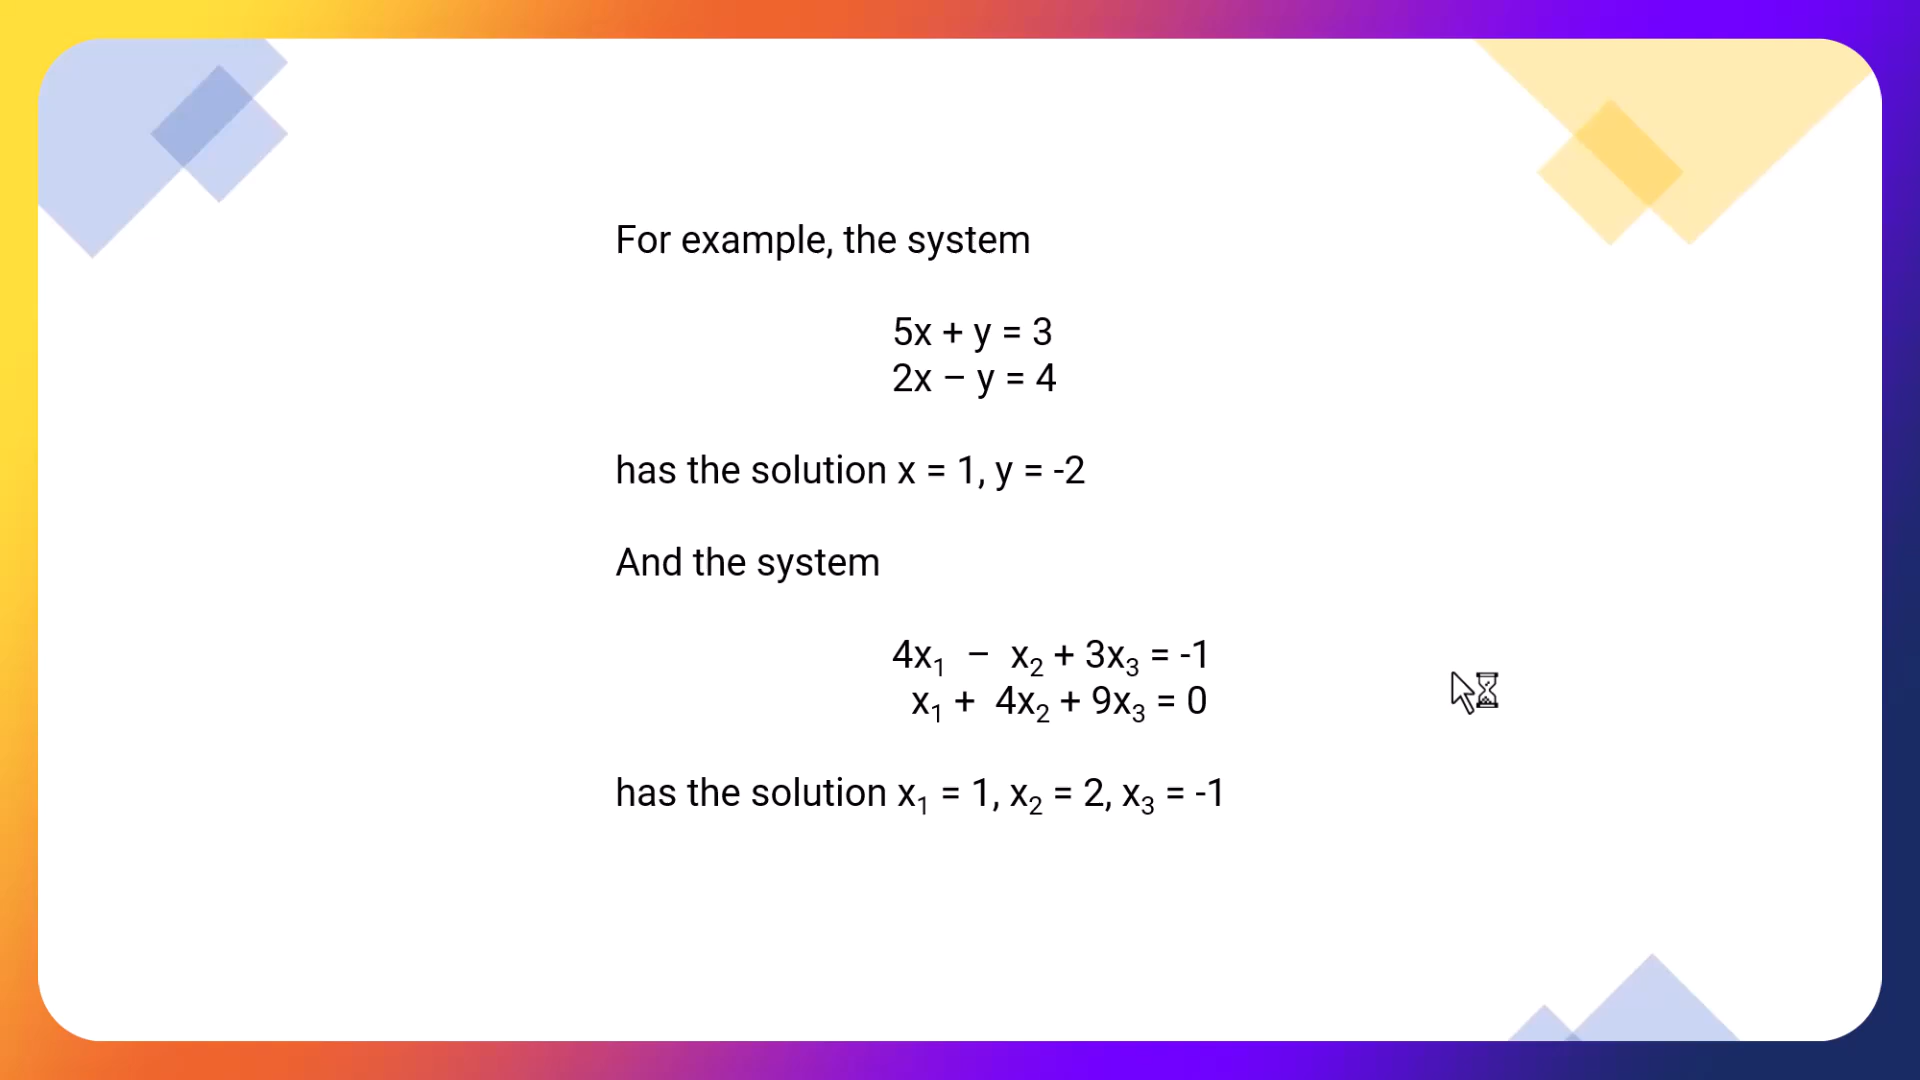 For example, the system
5x + y = 3
2x – y = 4
has the solution x = 1, y = -2
And the system
4x₁ – x₂ + 3x₃ = -1
x₁ + 4x₂ + 9x₃ = 0
has the solution x₁ = 1, x₂ = 2, x₃ = -1